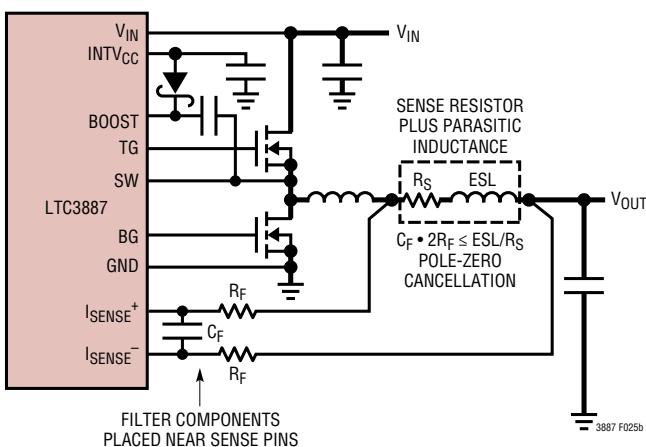 V_IN
V_IN
INTV_CC
SENSE RESISTOR
PLUS PARASITIC
INDUCTANCE
BOOST
TG
R_S
ESL
SW
V_OUT
LTC3887
C_F • 2R_F ≤ ESL/R_S
POLE-ZERO
CANCELLATION
BG
GND
R_F
I_SENSE^+
C_F
I_SENSE^-
R_F
FILTER COMPONENTS
PLACED NEAR SENSE PINS
3887 F025b